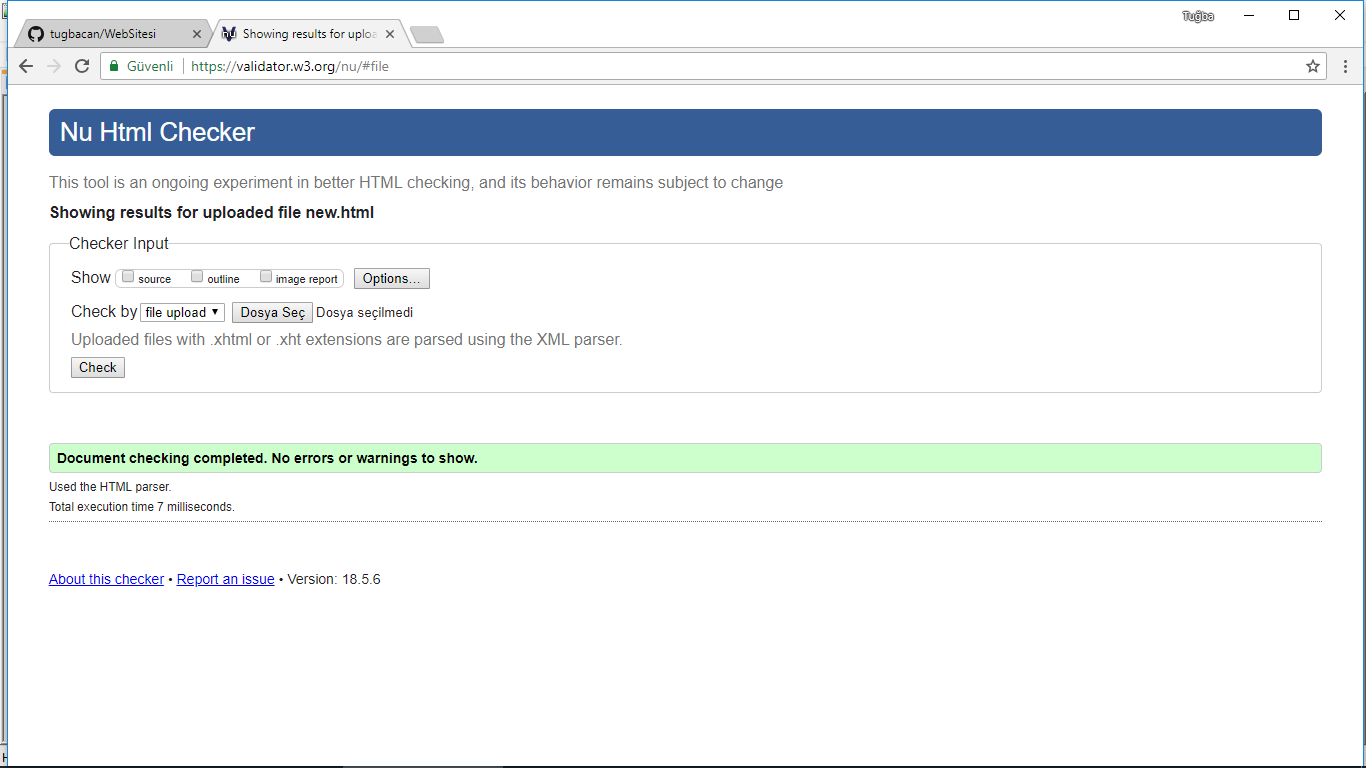 Tuğba
tugbacan/WebSitesi
Showing results for uploa
Güvenli https://validator.w3.org/nu/#file
Nu Html Checker
This tool is an ongoing experiment in better HTML checking, and its behavior remains subject to change
Showing results for uploaded file new.html
Checker Input
Show source outline image report Options...
Check by file upload Dosya Seç Dosya seçilmedi
Uploaded files with .xhtml or .xht extensions are parsed using the XML parser.
Check
Document checking completed. No errors or warnings to show.
Used the HTML parser.
Total execution time 7 milliseconds.
About this checker • Report an issue • Version: 18.5.6